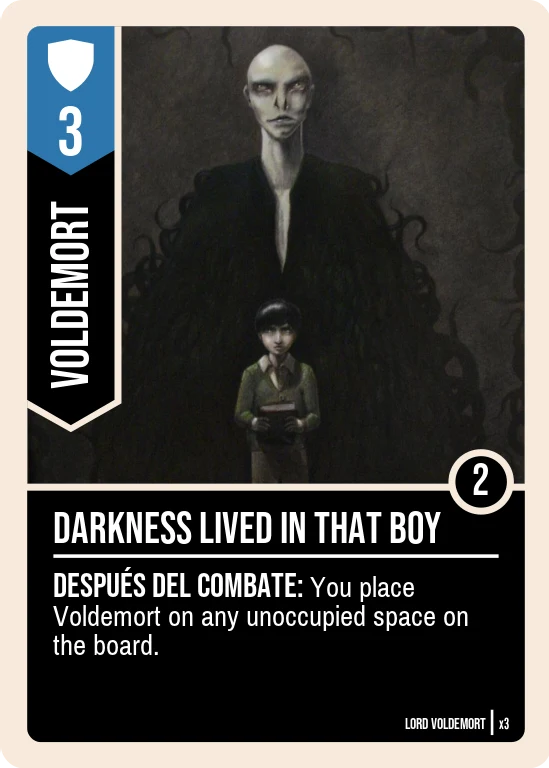 3
VOLDEMORT
2
DARKNESS LIVED IN THAT BOY
DESPUÉS DEL COMBATE: You place
Voldemort on any unoccupied space on
the board.
LORD VOLDEMORT | x3